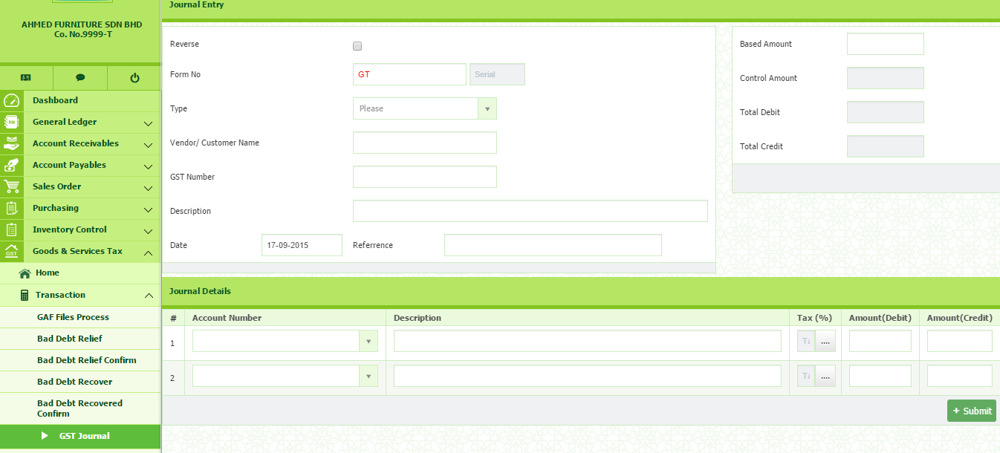 AHMED FURNITURE SDN BHD
Co. No.9999-T
Dashboard
General Ledger
Account Receivables
Account Payables
Sales Order
Purchasing
Inventory Control
GST
Goods & Services Tax
Home
Transaction
GAF Files Process
Bad Debt Relief
Bad Debt Relief Confirm
Bad Debt Recover
Bad Debt Recovered
Confirm
GST Journal
Journal Entry
Reverse
Form No GT Serial
Type Please
Vendor/ Customer Name
GST Number
Description
Date 17-09-2015 Referrence
Based Amount
Control Amount
Total Debit
Total Credit
Journal Details
# Account Number Description Tax (%) Amount(Debit) Amount(Credit)
1 ....
2 ....
+ Submit